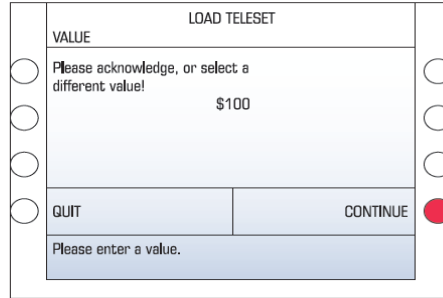 LOAD TELESET
VALUE
Please acknowledge, or select a
different value!
$100
QUIT
CONTINUE
Please enter a value.